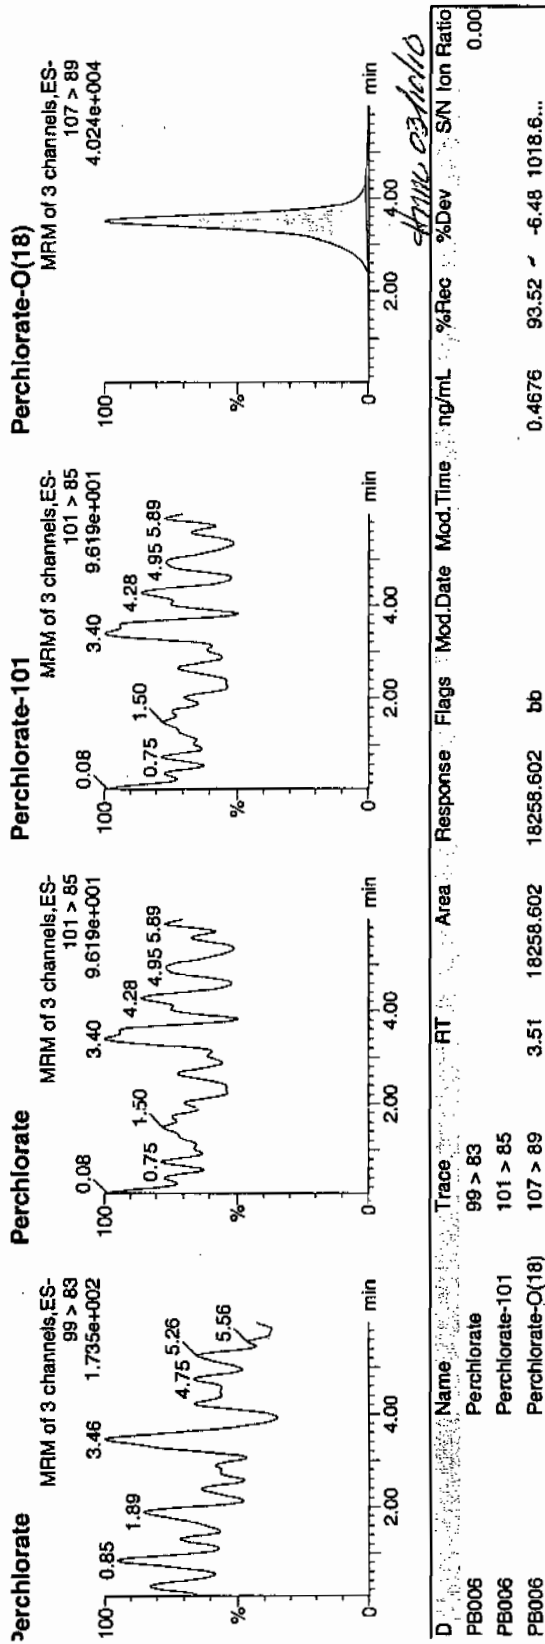 Perchlorate
MRM of 3 channels,ES-
99 > 83
1.735e+002
100
%
0
0.85
1.89
3.46
4.75
5.26
5.56
2.00
4.00
min
Perchlorate
MRM of 3 channels,ES-
101 > 85
9.619e+001
100
%
0
0.08
0.75
1.50
3.40
4.28
4.95
5.89
2.00
4.00
min
Perchlorate-101
MRM of 3 channels,ES-
101 > 85
9.619e+001
100
%
0
0.08
0.75
1.50
3.40
4.28
4.95
5.89
2.00
4.00
min
Perchlorate-O(18)
MRM of 3 channels,ES-
107 > 89
4.024e+004
100
%
0
2.00
4.00
min
D Name Trace RT Area Response Flags Mod.Date Mod.Time ng/mL %Rec %Dev S/N Ion Ratio
PB006 Perchlorate 99 > 83 0.00
PB006 Perchlorate-101 101 > 85
PB006 Perchlorate-O(18) 107 > 89 3.51 18258.602 18258.602 bb 0.4676 93.52 -6.48 1018.6...